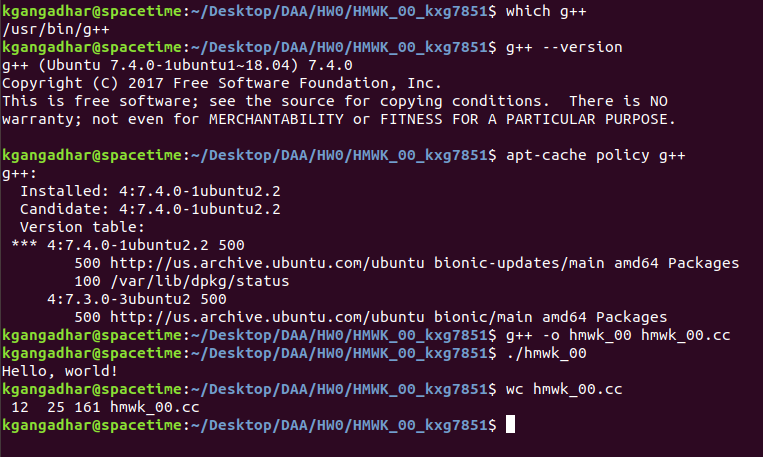 kgangadhar@spacetime:~/Desktop/DAA/HW0/HMWK_00_kxg7851$ which g++
/usr/bin/g++
kgangadhar@spacetime:~/Desktop/DAA/HW0/HMWK_00_kxg7851$ g++ --version
g++ (Ubuntu 7.4.0-1ubuntu1~18.04) 7.4.0
Copyright (C) 2017 Free Software Foundation, Inc.
This is free software; see the source for copying conditions.  There is NO
warranty; not even for MERCHANTABILITY or FITNESS FOR A PARTICULAR PURPOSE.

kgangadhar@spacetime:~/Desktop/DAA/HW0/HMWK_00_kxg7851$ apt-cache policy g++
g++:
  Installed: 4:7.4.0-1ubuntu2.2
  Candidate: 4:7.4.0-1ubuntu2.2
  Version table:
 *** 4:7.4.0-1ubuntu2.2 500
        500 http://us.archive.ubuntu.com/ubuntu bionic-updates/main amd64 Packages
        100 /var/lib/dpkg/status
     4:7.3.0-3ubuntu2 500
        500 http://us.archive.ubuntu.com/ubuntu bionic/main amd64 Packages
kgangadhar@spacetime:~/Desktop/DAA/HW0/HMWK_00_kxg7851$ g++ -o hmwk_00 hmwk_00.cc
kgangadhar@spacetime:~/Desktop/DAA/HW0/HMWK_00_kxg7851$ ./hmwk_00
Hello, world!
kgangadhar@spacetime:~/Desktop/DAA/HW0/HMWK_00_kxg7851$ wc hmwk_00.cc
 12  25 161 hmwk_00.cc
kgangadhar@spacetime:~/Desktop/DAA/HW0/HMWK_00_kxg7851$